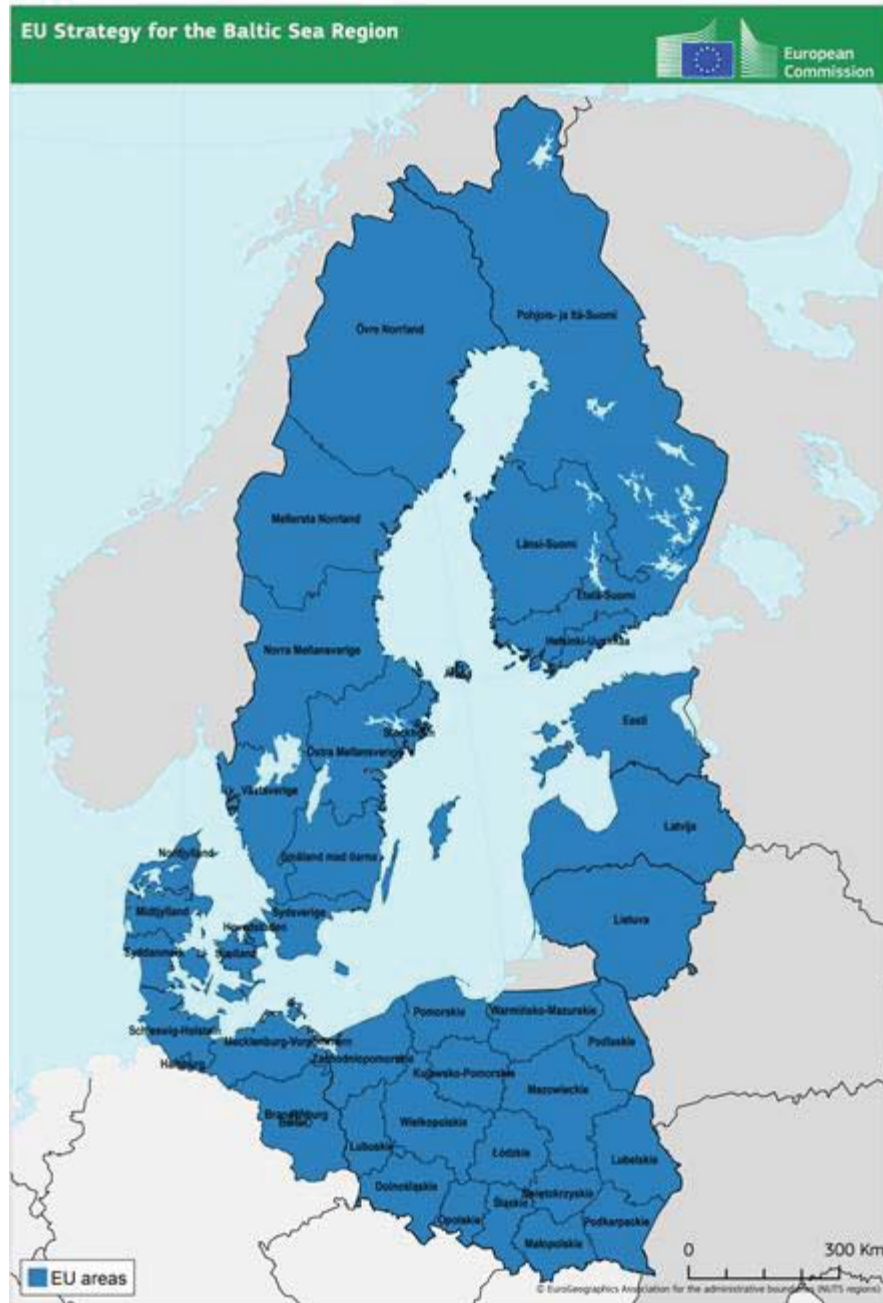 EU Strategy for the Baltic Sea Region
European
Commission
Övre Norrland
Pohjois- ja Itä-Suomi
Mellersta Norrland
Länsi-Suomi
Etelä-Suomi
Helsinki-Uusimaa
Norra Mellansverige
Åland
Stockholm
Östra Mellansverige
Eesti
Västsverige
Latvija
Nordjylland
Småland med öarna
Midtjylland
Sydsverige
Hovedstaden
Lietuva
Syddanmark
Sjælland
Schleswig-Holstein
Mecklenburg-Vorpommern
Pomorskie
Warmińsko-Mazurskie
Hamburg
Zachodniopomorskie
Podlaskie
Kujawsko-Pomorskie
Mazowieckie
Brandenburg
Berlin
Wielkopolskie
Lubuskie
Łódzkie
Lubelskie
Dolnośląskie
Świętokrzyskie
Opolskie
Śląskie
Podkarpackie
Małopolskie
0 300 Km
EU areas
© EuroGeographics Association for the administrative boundaries (NUTS regions)